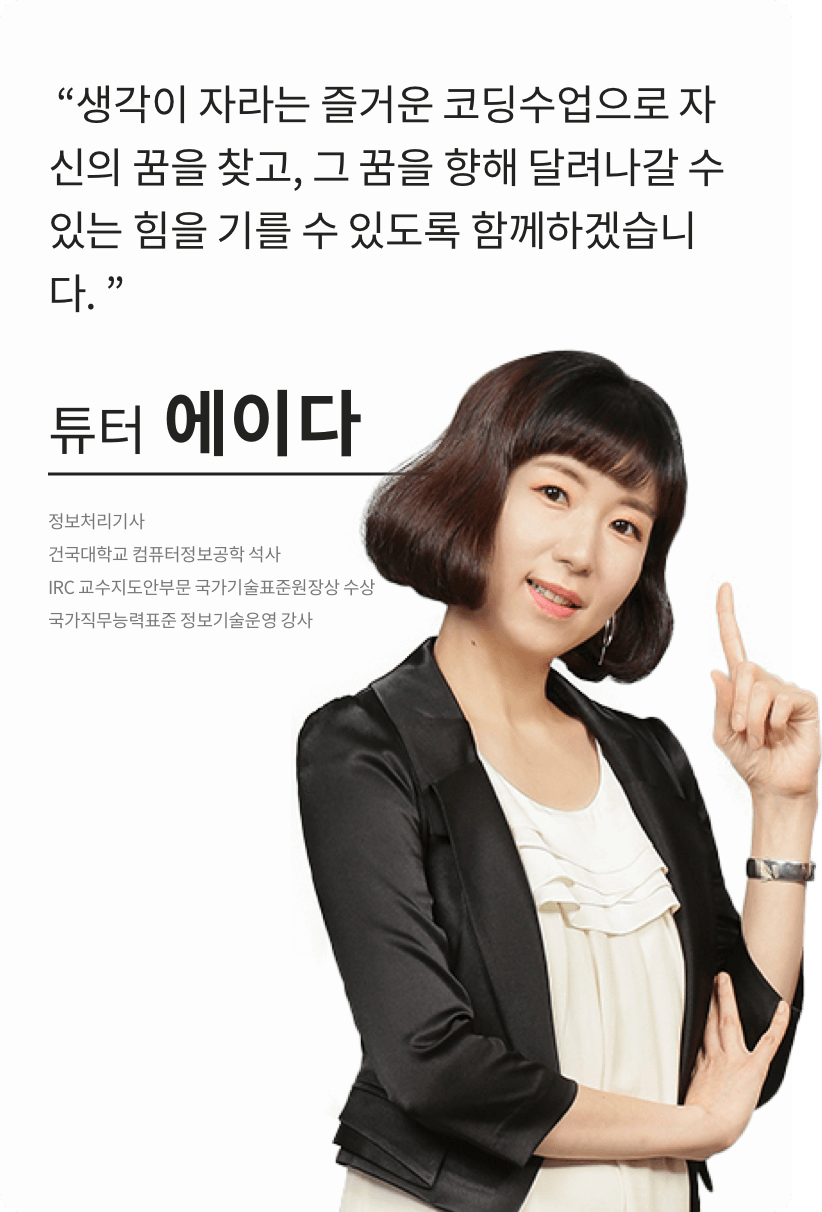 “생각이 자라는 즐거운 코딩수업으로 자
신의 꿈을 찾고, 그 꿈을 향해 달려나갈 수
있는 힘을 기를 수 있도록 함께하겠습니
다. ”
튜터 에이다
정보처리기사
건국대학교 컴퓨터정보공학 석사
IRC 교수지도안부문 국가기술표준원장상 수상
국가직무능력표준 정보기술운영 강사